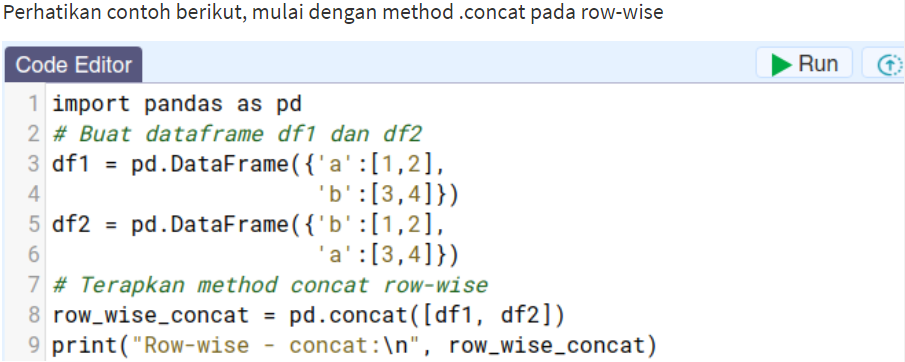 Perhatikan contoh berikut, mulai dengan method .concat pada row-wise
Code Editor
Run
1 import pandas as pd
2 # Buat dataframe df1 dan df2
3 df1 = pd.DataFrame({'a':[1,2],
4                     'b':[3,4]})
5 df2 = pd.DataFrame({'b':[1,2],
6                     'a':[3,4]})
7 # Terapkan method concat row-wise
8 row_wise_concat = pd.concat([df1, df2])
9 print("Row-wise - concat:\n", row_wise_concat)